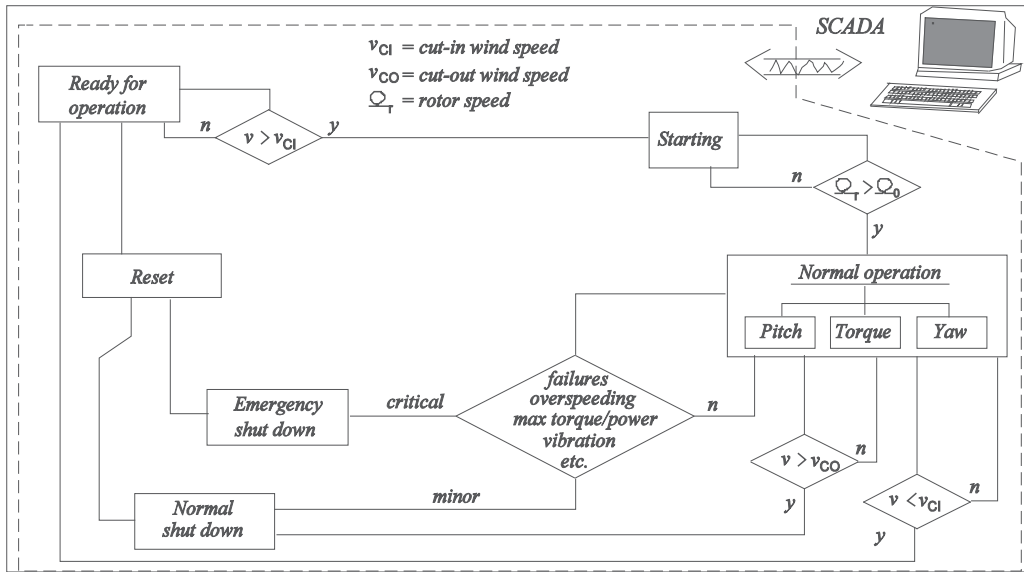 SCADA
vCI = cut-in wind speed
vCO = cut-out wind speed
Ωr = rotor speed
Ready for
operation
n
v > vCI
y
Starting
n
Ωr > Ω0
y
Reset
Normal operation
Pitch
Torque
Yaw
Emergency
shut down
critical
failures
overspeeding
max torque/power
vibration
etc.
n
v > vCO
n
y
minor
Normal
shut down
v < vCI
n
y